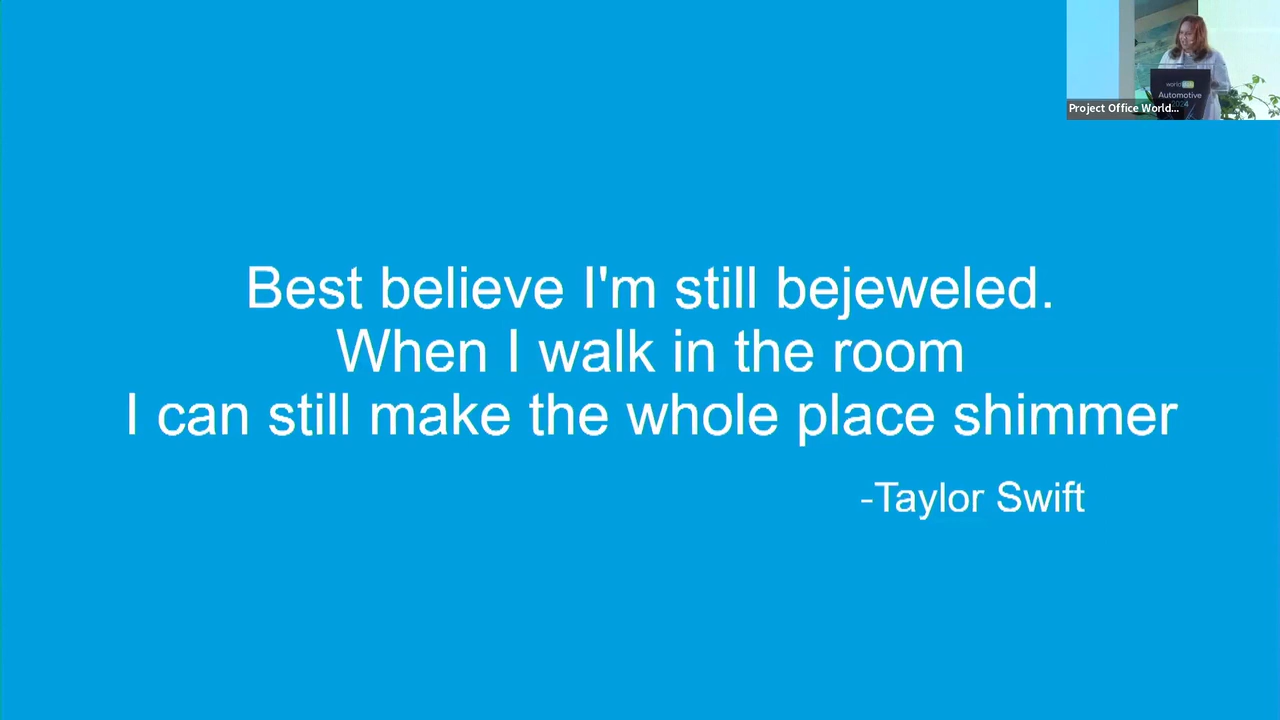 Project Office World...
Automotive
2024
Best believe I'm still bejeweled.
When I walk in the room
I can still make the whole place shimmer
-Taylor Swift